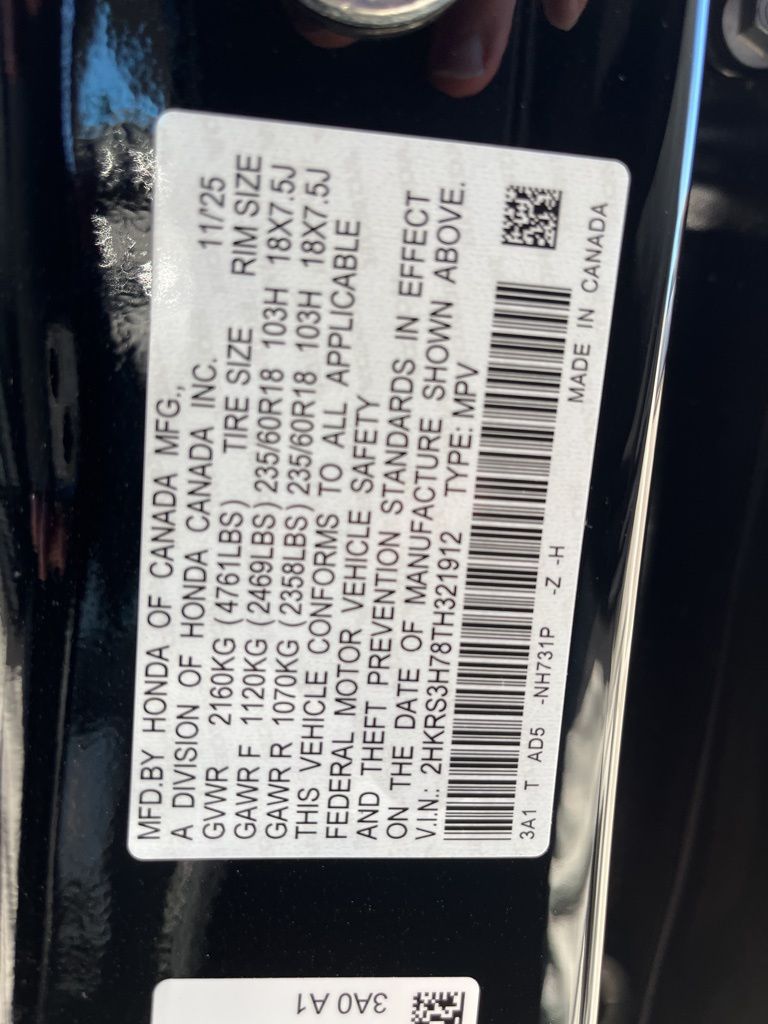 MFD.BY HONDA OF CANADA MFG.,
A DIVISION OF HONDA CANADA INC. 11/'25
GVWR 2160KG (4761LBS) TIRE SIZE RIM SIZE
GAWR F 1120KG (2469LBS) 235/60R18 103H 18X7.5J
GAWR R 1070KG (2358LBS) 235/60R18 103H 18X7.5J
THIS VEHICLE CONFORMS TO ALL APPLICABLE
FEDERAL MOTOR VEHICLE SAFETY
AND THEFT PREVENTION STANDARDS IN EFFECT
ON THE DATE OF MANUFACTURE SHOWN ABOVE.
V.I.N.: 2HKRS3H78TH321912 TYPE: MPV
3A1 T AD5 -NH731P -Z -H MADE IN CANADA
3A0 A1